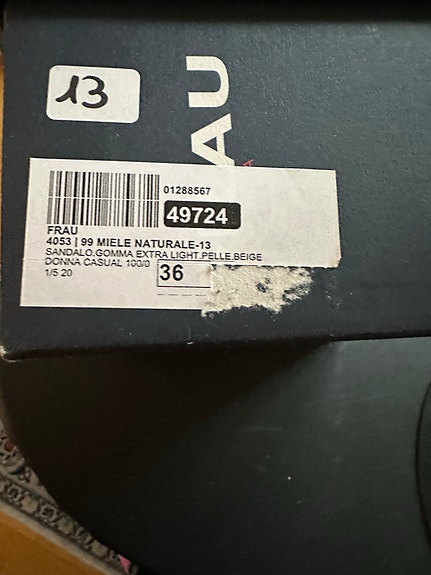 13
AU
01288567
49724
FRAU
4053 | 99 MIELE NATURALE-13
SANDALO.GOMMA EXTRA LIGHT.PELLE.BEIGE
DONNA CASUAL 100/0
36
1/5 20